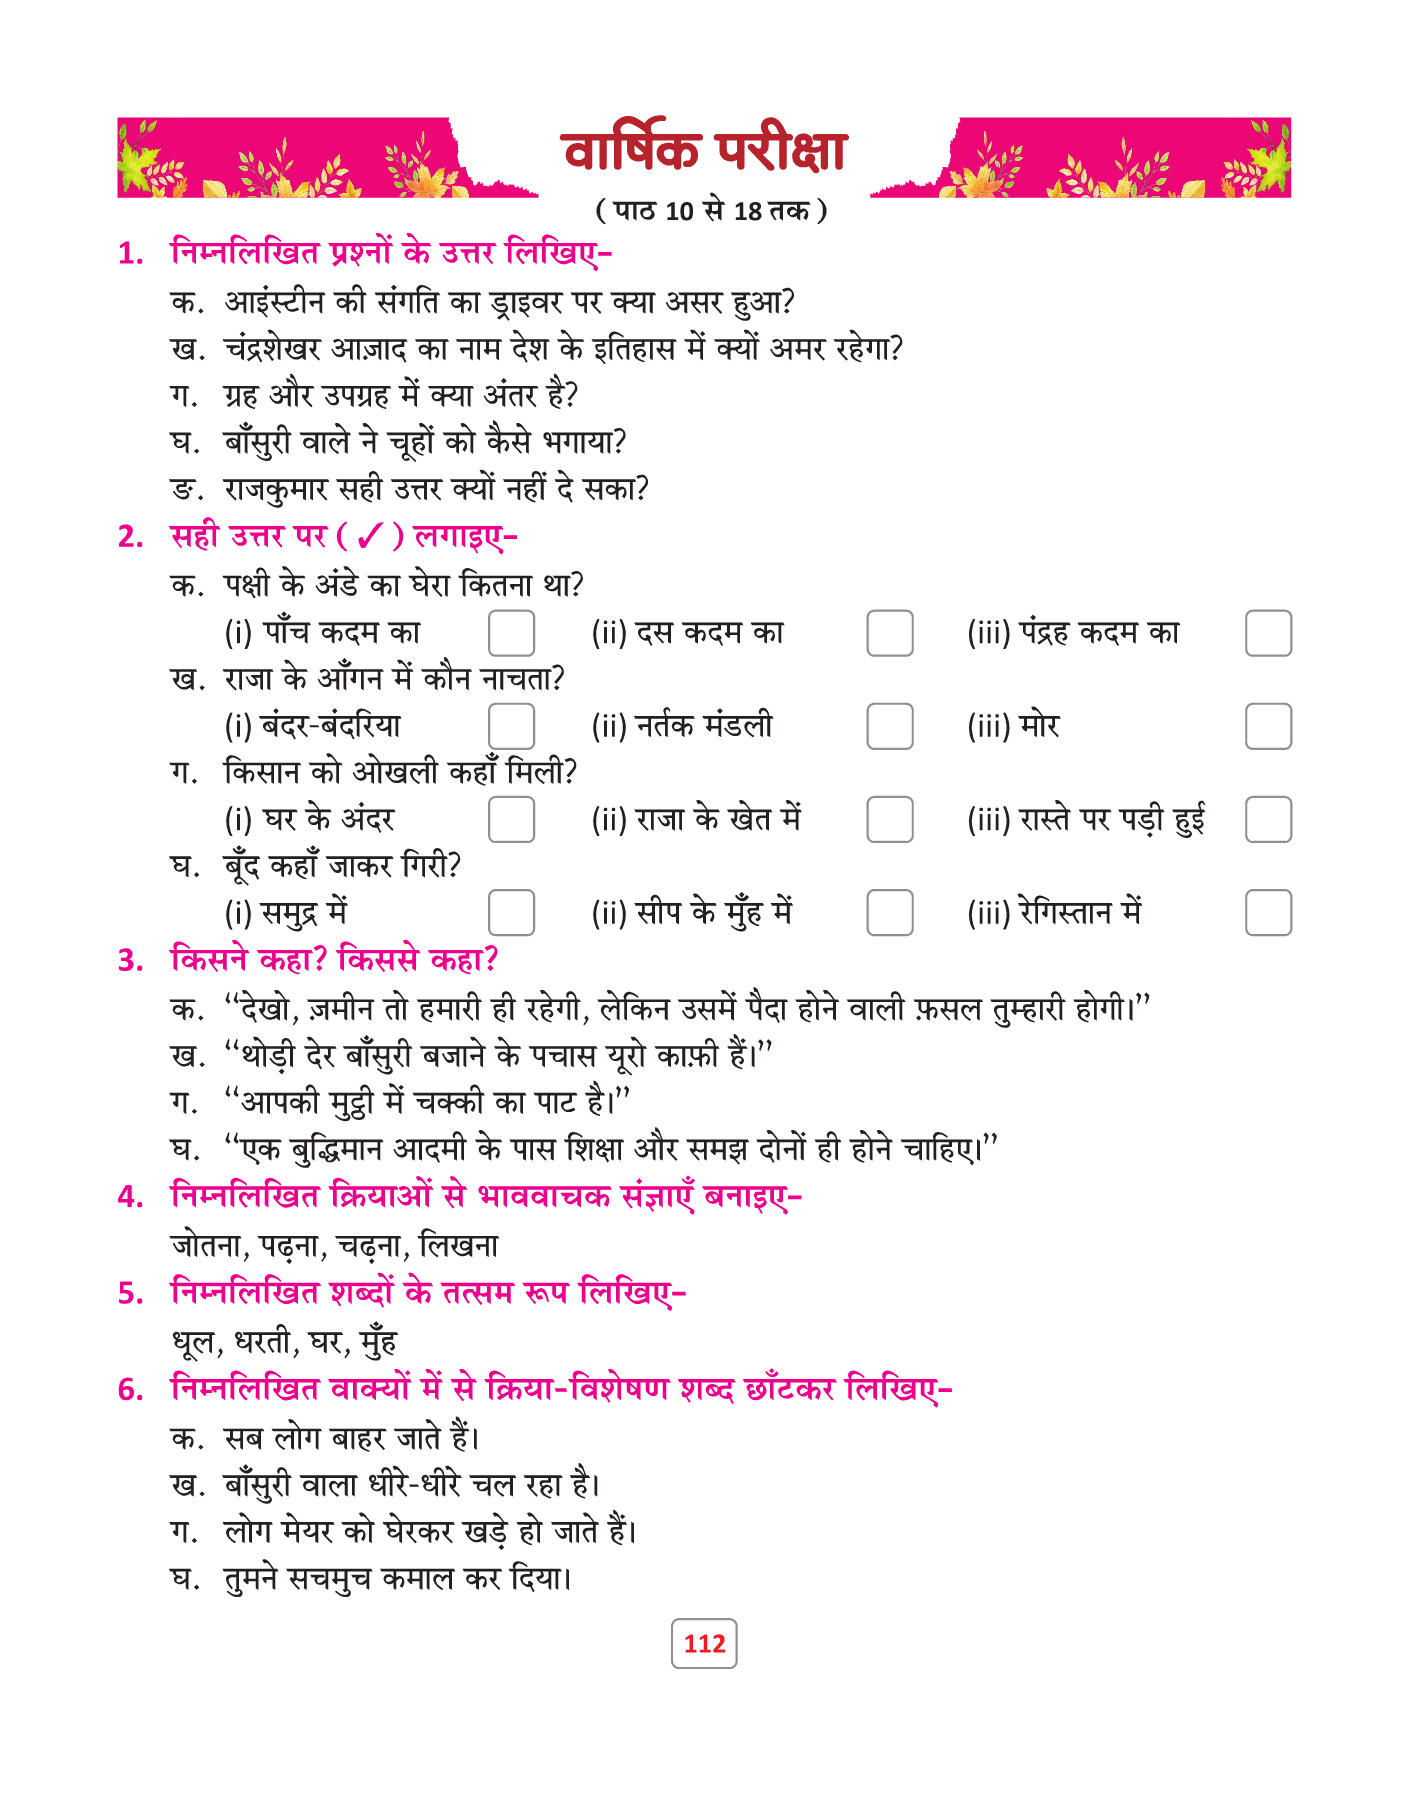 वार्षिक परीक्षा
( पाठ 10 से 18 तक )
1. निम्नलिखित प्रश्नों के उत्तर लिखिए–
क. आइंस्टीन की संगति का ड्राइवर पर क्या असर हुआ?
ख. चंद्रशेखर आज़ाद का नाम देश के इतिहास में क्यों अमर रहेगा?
ग. ग्रह और उपग्रह में क्या अंतर है?
घ. बाँसुरी वाले ने चूहों को कैसे भगाया?
ङ. राजकुमार सही उत्तर क्यों नहीं दे सका?
2. सही उत्तर पर ( ✓ ) लगाइए–
क. पक्षी के अंडे का घेरा कितना था?
(i) पाँच कदम का (ii) दस कदम का (iii) पंद्रह कदम का
ख. राजा के आँगन में कौन नाचता?
(i) बंदर-बंदरिया (ii) नर्तक मंडली (iii) मोर
ग. किसान को ओखली कहाँ मिली?
(i) घर के अंदर (ii) राजा के खेत में (iii) रास्ते पर पड़ी हुई
घ. बूँद कहाँ जाकर गिरी?
(i) समुद्र में (ii) सीप के मुँह में (iii) रेगिस्तान में
3. किसने कहा? किससे कहा?
क. “देखो, ज़मीन तो हमारी ही रहेगी, लेकिन उसमें पैदा होने वाली फ़सल तुम्हारी होगी।”
ख. “थोड़ी देर बाँसुरी बजाने के पचास यूरो काफ़ी हैं।”
ग. “आपकी मुट्ठी में चक्की का पाट है।”
घ. “एक बुद्धिमान आदमी के पास शिक्षा और समझ दोनों ही होने चाहिए।”
4. निम्नलिखित क्रियाओं से भाववाचक संज्ञाएँ बनाइए–
जोतना, पढ़ना, चढ़ना, लिखना
5. निम्नलिखित शब्दों के तत्सम रूप लिखिए–
धूल, धरती, घर, मुँह
6. निम्नलिखित वाक्यों में से क्रिया-विशेषण शब्द छाँटकर लिखिए–
क. सब लोग बाहर जाते हैं।
ख. बाँसुरी वाला धीरे-धीरे चल रहा है।
ग. लोग मेयर को घेरकर खड़े हो जाते हैं।
घ. तुमने सचमुच कमाल कर दिया।
112